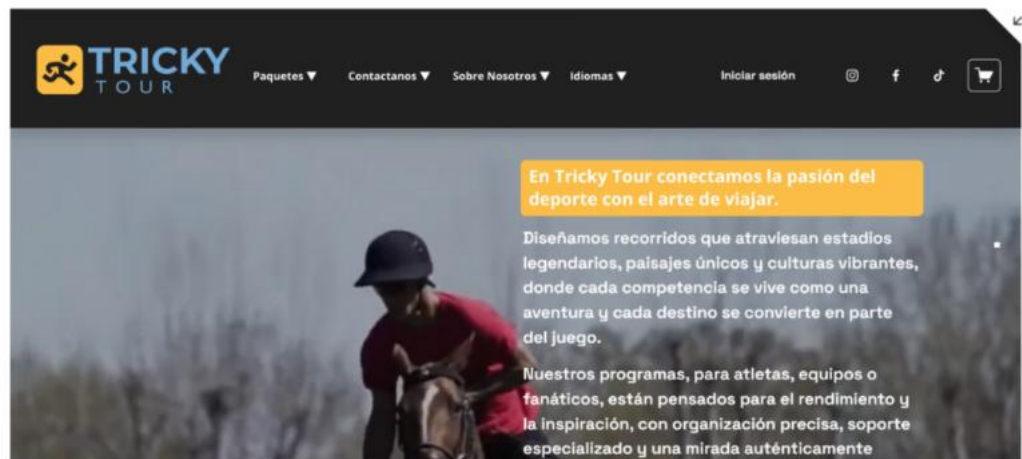 TRICKY
TOUR
Paquetes ▼ Contactanos ▼ Sobre Nosotros ▼ Idiomas ▼ Iniciar sesión
En Tricky Tour conectamos la pasión del
deporte con el arte de viajar.
Diseñamos recorridos que atraviesan estadios
legendarios, paisajes únicos y culturas vibrantes,
donde cada competencia se vive como una
aventura y cada destino se convierte en parte
del juego.
Nuestros programas, para atletas, equipos o
fanáticos, están pensados para el rendimiento y
la inspiración, con organización precisa, soporte
especializado y una mirada auténticamente